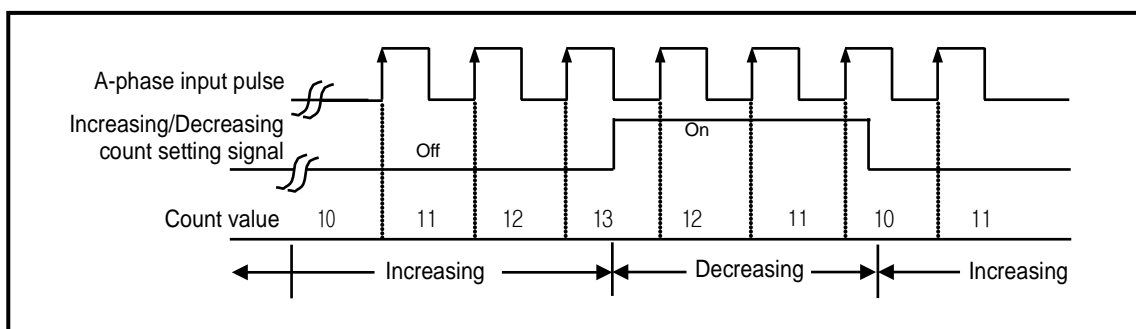 A-phase input pulse
Increasing/Decreasing
count setting signal
Off
On
Count value
10
11
12
13
12
11
10
11
Increasing
Decreasing
Increasing